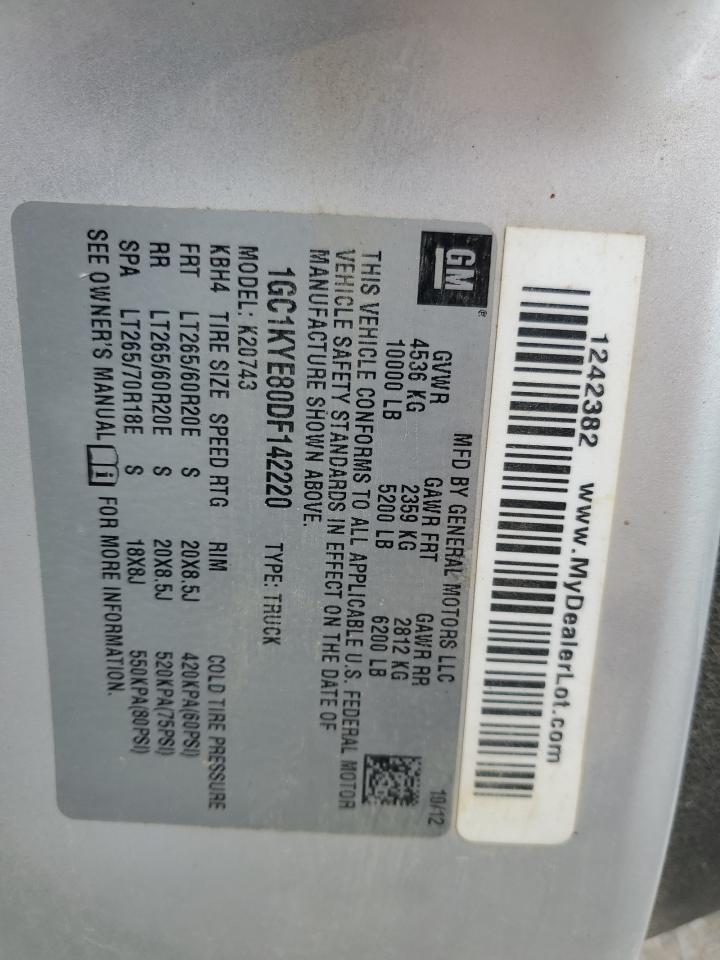 1242382 www.MyDealerLot.com
GM®
MFD BY GENERAL MOTORS LLC 10/12
GVWR GAWR FRT GAWR RR
4536 KG 2359 KG 2812 KG
10000 LB 5200 LB 6200 LB
THIS VEHICLE CONFORMS TO ALL APPLICABLE U.S. FEDERAL MOTOR
VEHICLE SAFETY STANDARDS IN EFFECT ON THE DATE OF
MANUFACTURE SHOWN ABOVE.
1GC1KYE80DF142220 TYPE: TRUCK
MODEL: K20743
KBH4 TIRE SIZE SPEED RTG RIM COLD TIRE PRESSURE
FRT LT265/60R20E S 20X8.5J 420KPA(60PSI)
RR LT265/60R20E S 20X8.5J 520KPA(75PSI)
SPA LT265/70R18E S 18X8J 550KPA(80PSI)
SEE OWNER'S MANUAL i FOR MORE INFORMATION.